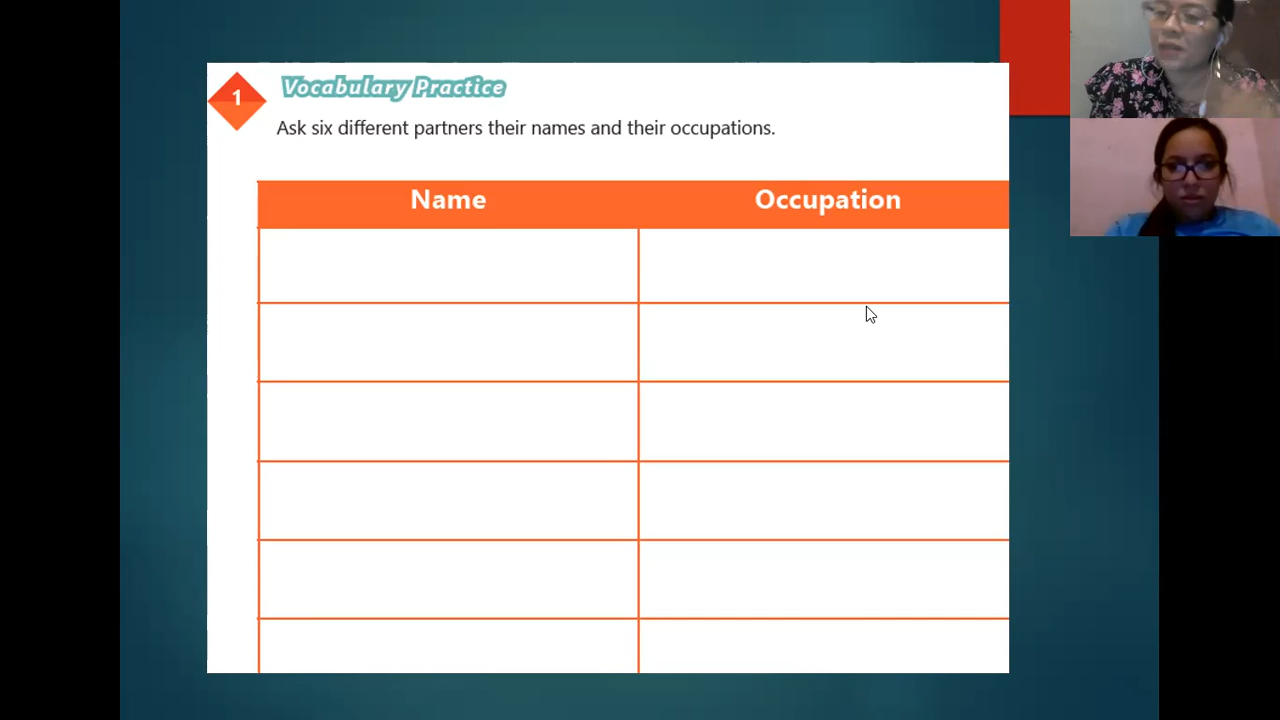 1
Vocabulary Practice
Ask six different partners their names and their occupations.
Name Occupation